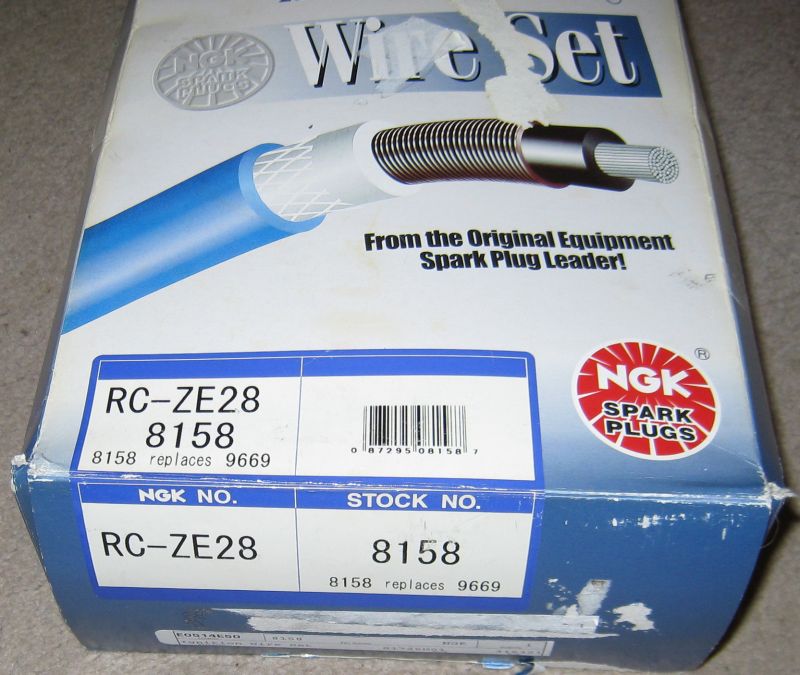 NGK
SPARK
PLUGS
Wire Set
®
From the Original Equipment
Spark Plug Leader!
NGK
SPARK
PLUGS
®
RC-ZE28
8158
8158 replaces 9669
0 87295 08158 7
NGK NO.
STOCK NO.
RC-ZE28
8158
8158 replaces 9669
8158